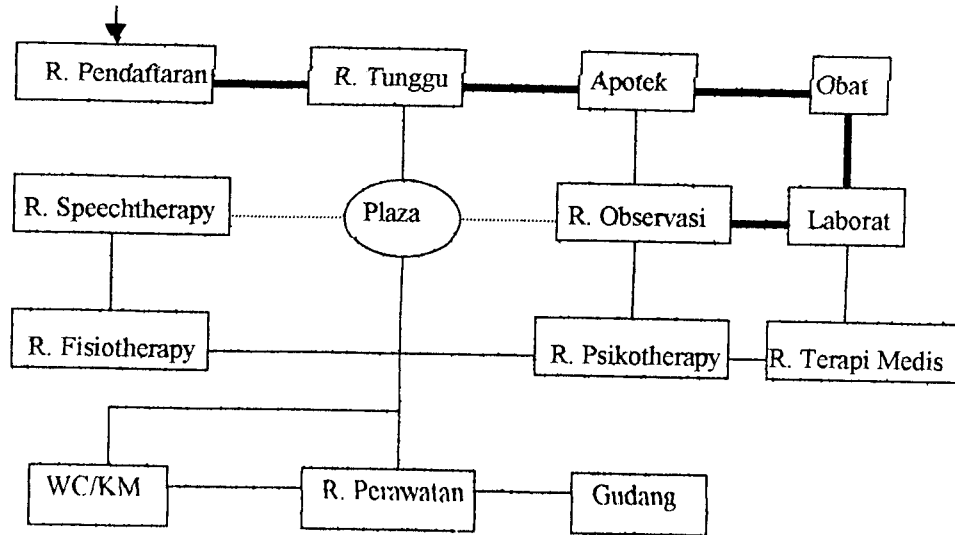 R. Pendaftaran
R. Tunggu
Apotek
Obat
R. Speechtherapy
Plaza
R. Observasi
Laborat
R. Fisiotherapy
R. Psikotherapy
R. Terapi Medis
WC/KM
R. Perawatan
Gudang